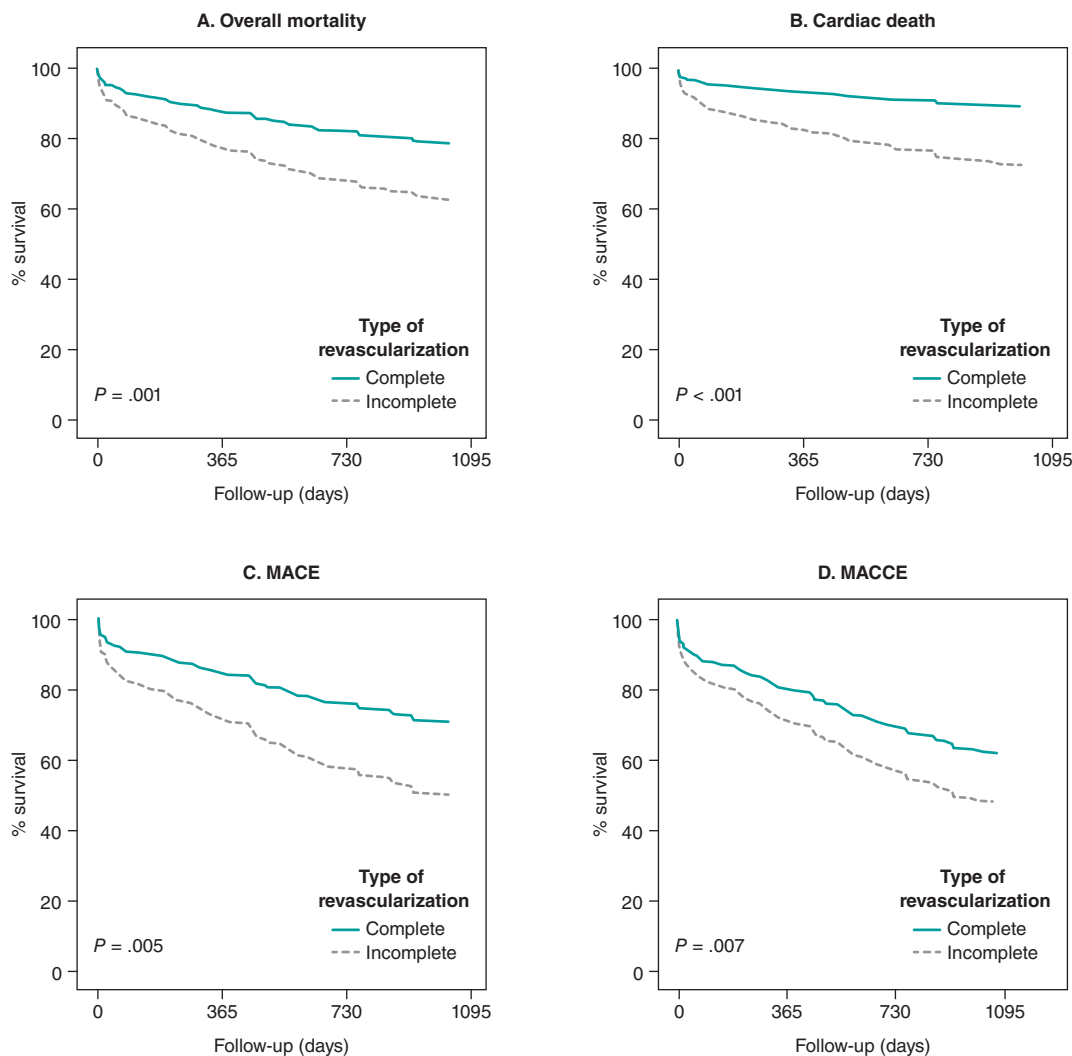 A. Overall mortality
% survival
100
80
60
40
20
0
Type of
revascularization
Complete
Incomplete
P = .001
0 365 730 1095
Follow-up (days)
B. Cardiac death
% survival
100
80
60
40
20
0
Type of
revascularization
Complete
Incomplete
P < .001
0 365 730 1095
Follow-up (days)
C. MACE
% survival
100
80
60
40
20
0
Type of
revascularization
Complete
Incomplete
P = .005
0 365 730 1095
Follow-up (days)
D. MACCE
% survival
100
80
60
40
20
0
Type of
revascularization
Complete
Incomplete
P = .007
0 365 730 1095
Follow-up (days)